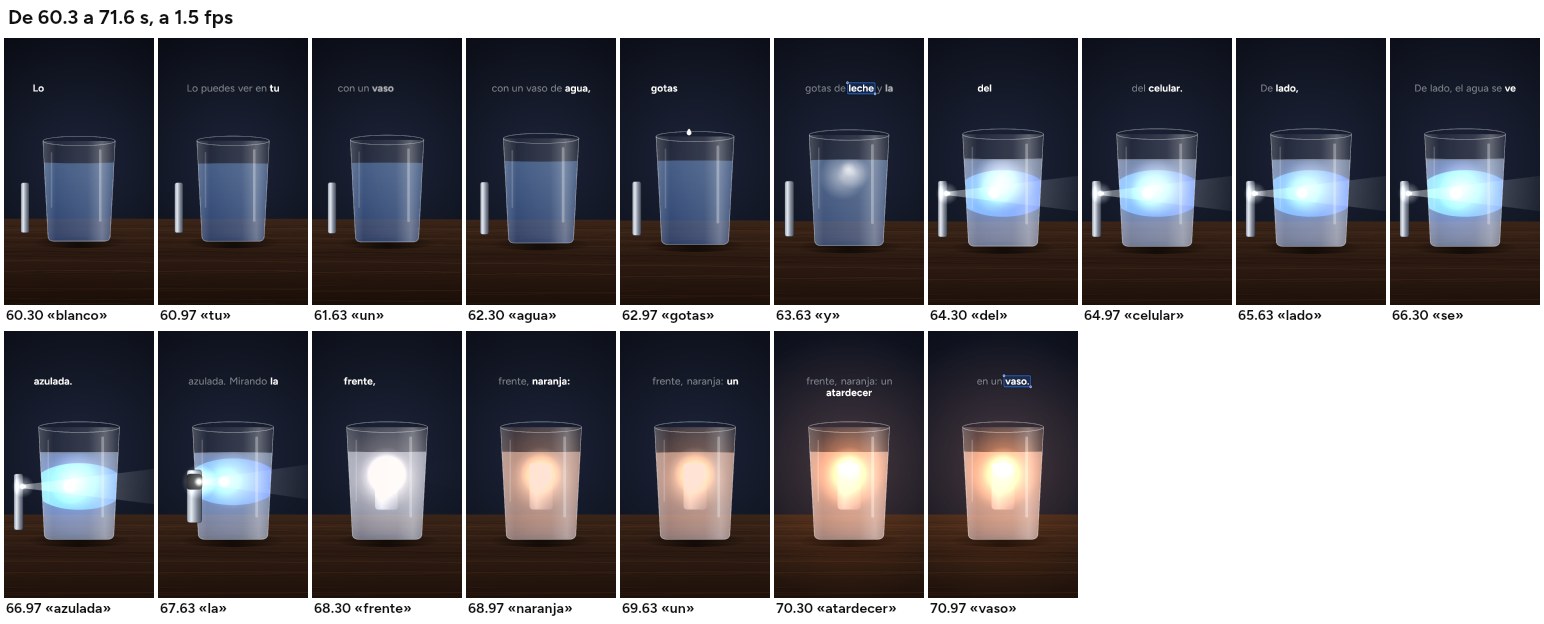 De 60.3 a 71.6 s, a 1.5 fps
Lo
Lo puedes ver en tu
con un vaso
con un vaso de agua,
gotas
gotas de leche y la
del
del celular.
De lado,
De lado, el agua se ve
60.30 «blanco»
60.97 «tu»
61.63 «un»
62.30 «agua»
62.97 «gotas»
63.63 «y»
64.30 «del»
64.97 «celular»
65.63 «lado»
66.30 «se»
azulada.
azulada. Mirando la
frente,
frente, naranja:
frente, naranja: un
frente, naranja: un
atardecer
en un vaso.
66.97 «azulada»
67.63 «la»
68.30 «frente»
68.97 «naranja»
69.63 «un»
70.30 «atardecer»
70.97 «vaso»